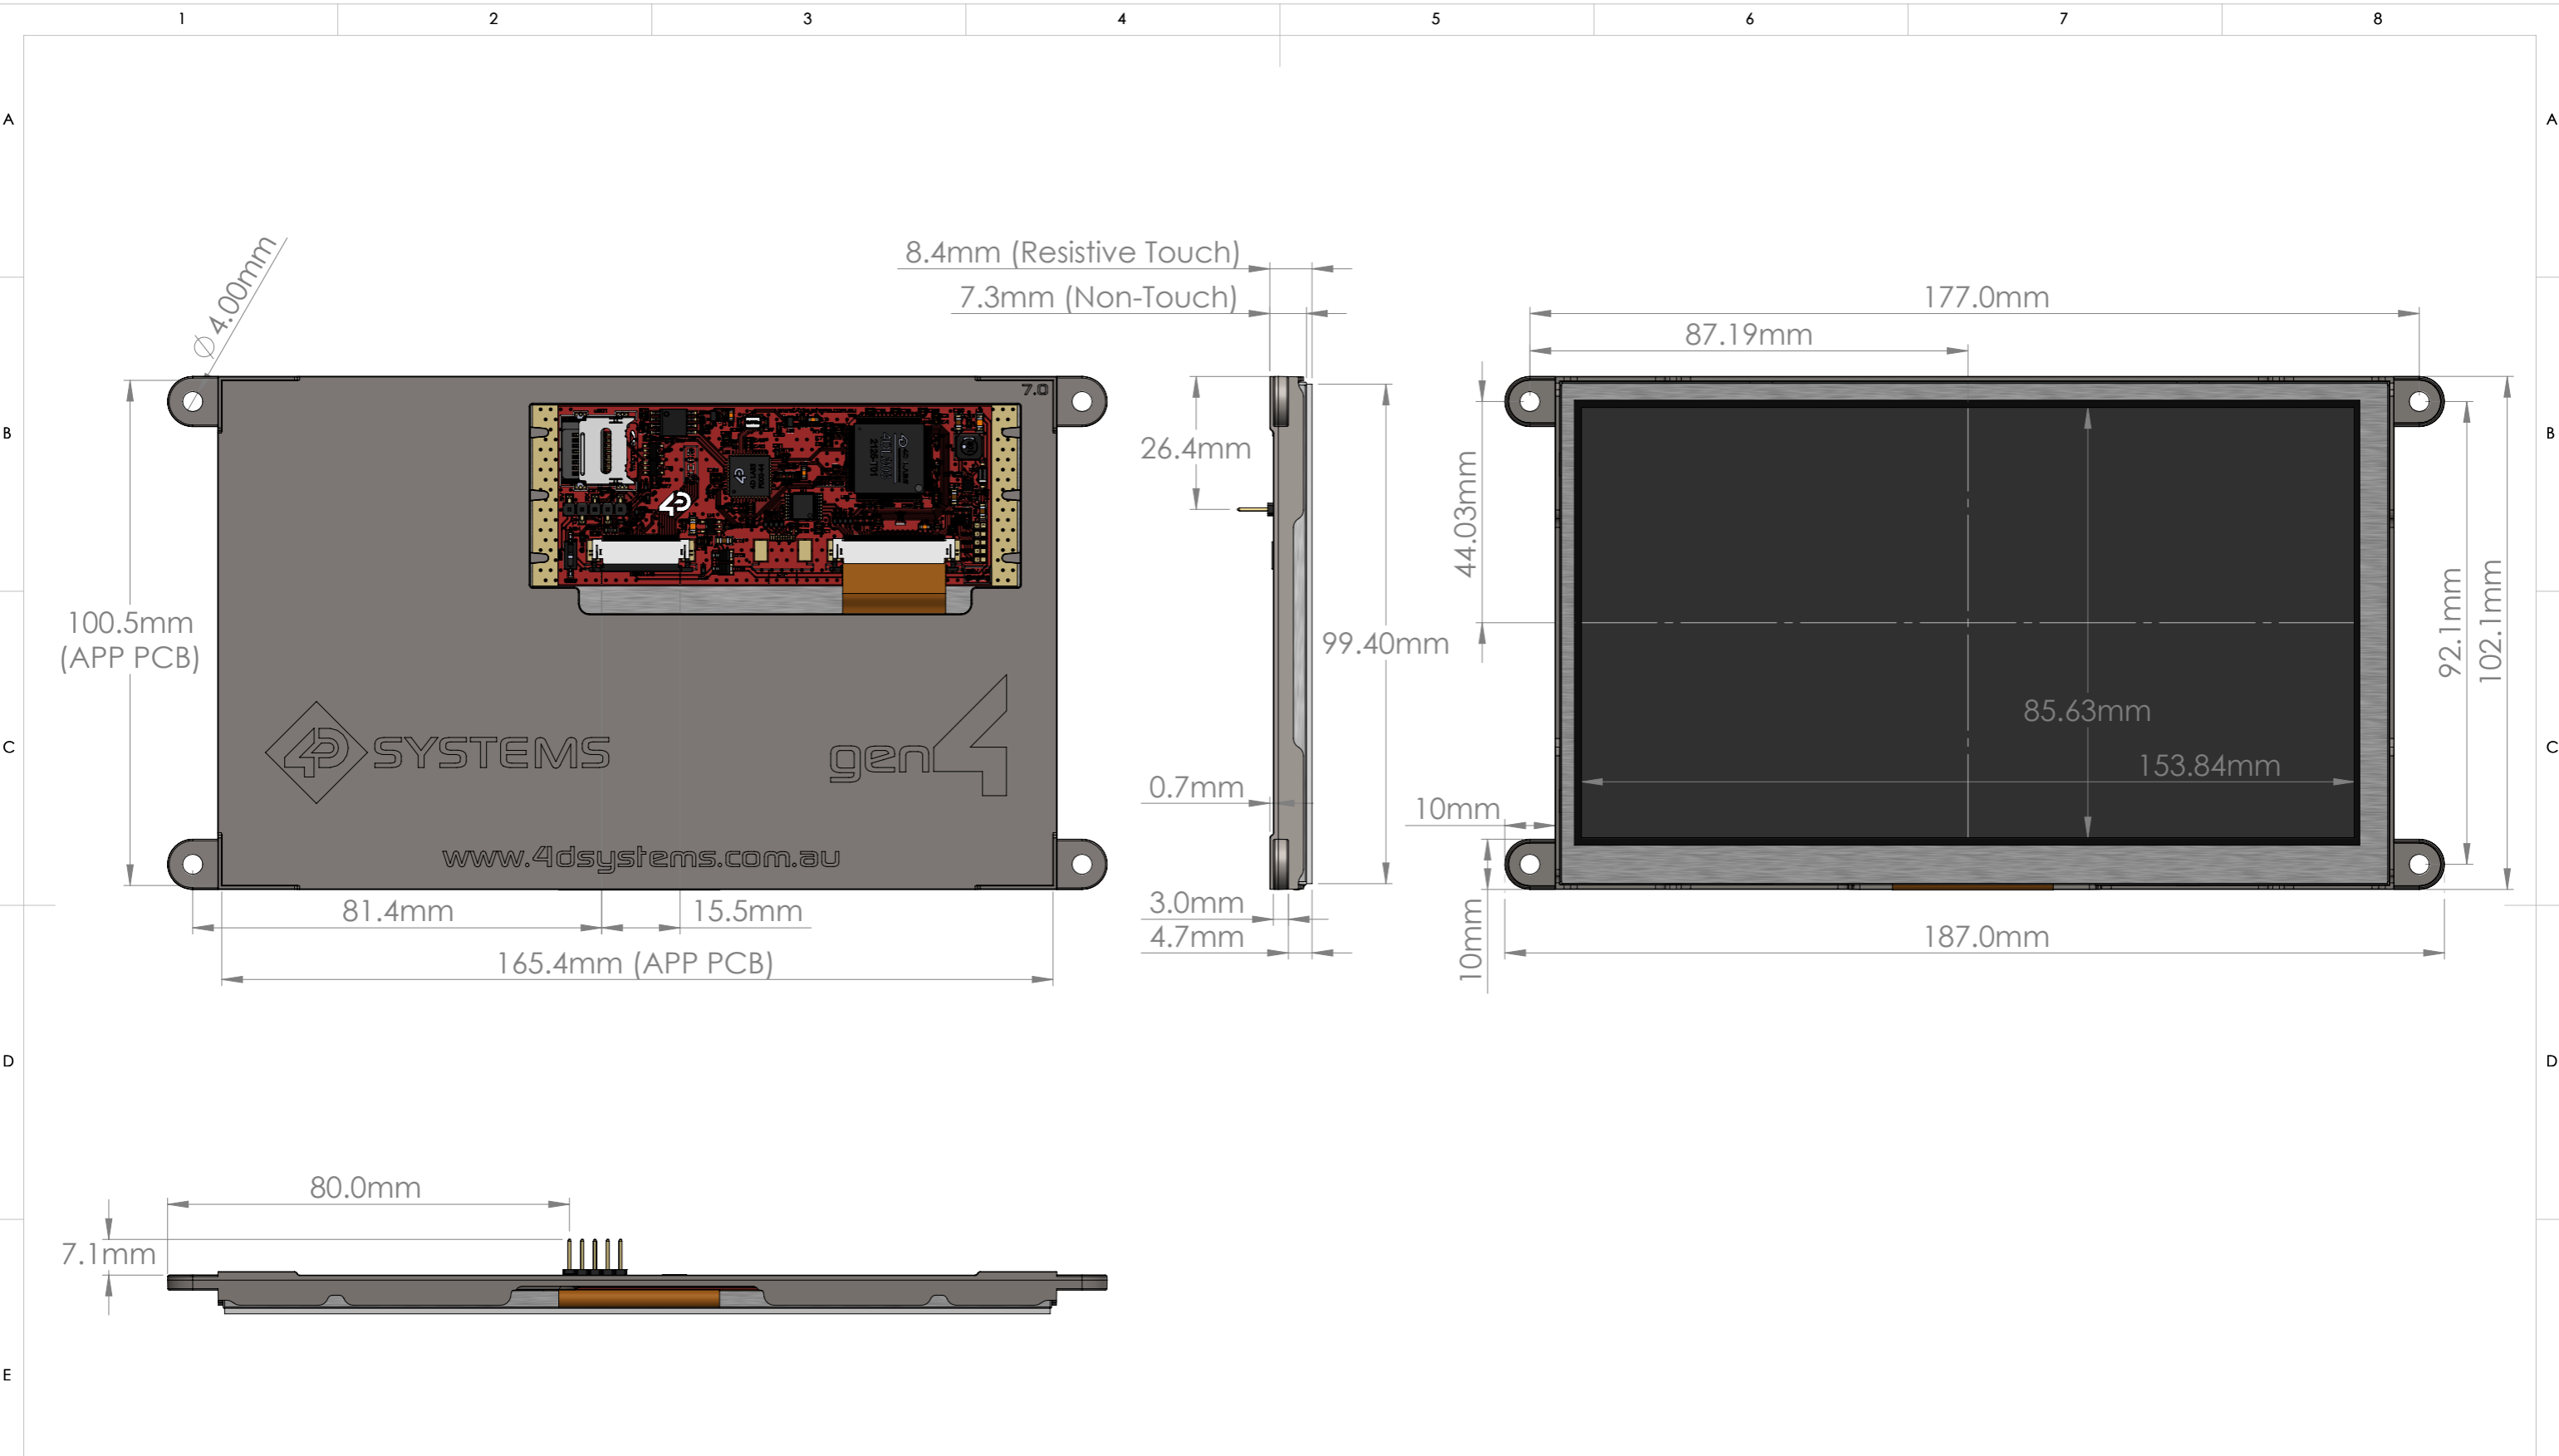 1 2 3 4 5 6 7 8
A A
B B
C C
D D
E
Ø 4.00mm
7.0
100.5mm
(APP PCB)
4D SYSTEMS
gen4
www.4dsystems.com.au
81.4mm
15.5mm
165.4mm (APP PCB)
8.4mm (Resistive Touch)
7.3mm (Non-Touch)
26.4mm
99.40mm
0.7mm
3.0mm
4.7mm
177.0mm
87.19mm
44.03mm
85.63mm
153.84mm
92.1mm
102.1mm
10mm
10mm
187.0mm
80.0mm
7.1mm